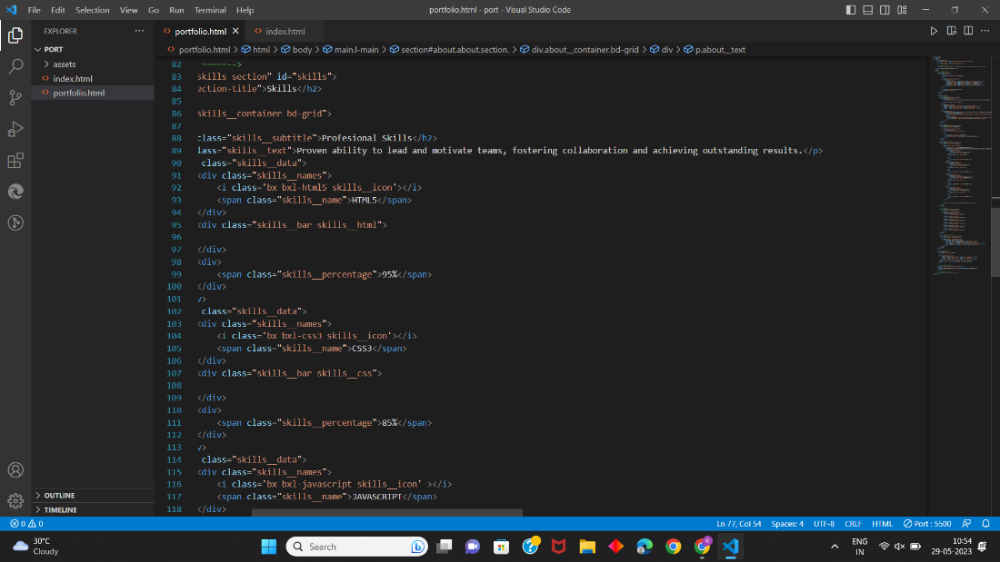 File Edit Selection View Go Run Terminal Help
portfolio.html - port - Visual Studio Code
EXPLORER
PORT
assets
index.html
portfolio.html
OUTLINE
TIMELINE
portfolio.html
index.html
portfolio.html > html > body > main.l-main > section#about.about.section. > div.about__container.bd-grid > div > p.about__text
82 ======-->
83 skills section" id="skills">
84 ection-title">Skills</h2>
85
86 skills__container bd-grid">
87
88 class="skills__subtitle">Profesional Skills</h2>
89 lass="skills__text">Proven ability to lead and motivate teams, fostering collaboration and achieving outstanding results.</p>
90 class="skills__data">
91 <div class="skills__names">
92 <i class='bx bxl-html5 skills__icon'></i>
93 <span class="skills__name">HTML5</span>
94 </div>
95 <div class="skills__bar skills__html">
96
97 </div>
98 <div>
99 <span class="skills__percentage">95%</span>
100 </div>
101 v>
102 class="skills__data">
103 <div class="skills__names">
104 <i class='bx bxl-css3 skills__icon'></i>
105 <span class="skills__name">CSS3</span>
106 </div>
107 <div class="skills__bar skills__css">
108
109 </div>
110 <div>
111 <span class="skills__percentage">85%</span>
112 </div>
113 v>
114 class="skills__data">
115 <div class="skills__names">
116 <i class='bx bxl-javascript skills__icon' ></i>
117 <span class="skills__name">JAVASCRIPT</span>
118 </div>
0 0
Ln 77, Col 54 Spaces: 4 UTF-8 CRLF HTML Port : 5500
30°C
Cloudy
Search
ENG
IN
10:54
29-05-2023